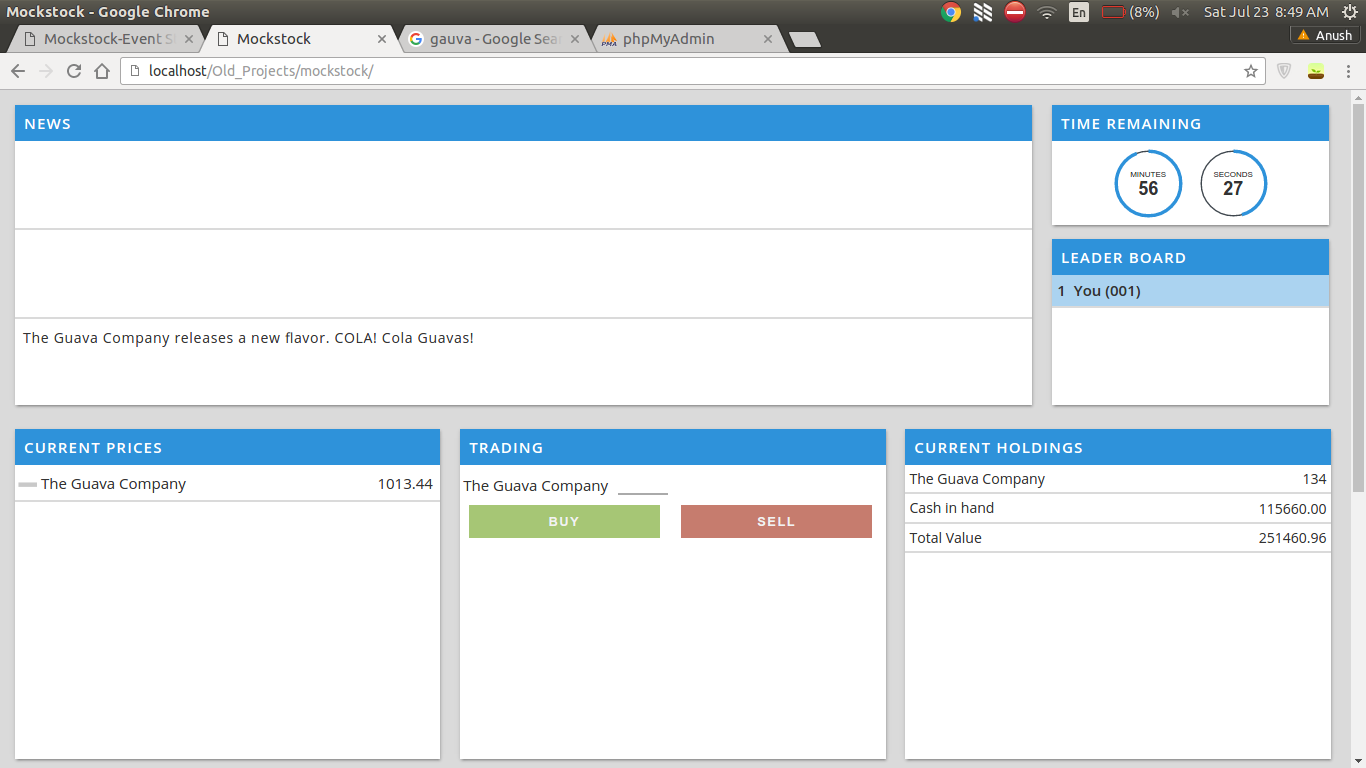 Mockstock - Google Chrome
En (8%) Sat Jul 23 8:49 AM
Mockstock-Event Mockstock gauva - Google Sea phpMyAdmin Anush
localhost/Old_Projects/mockstock/
NEWS
The Guava Company releases a new flavor. COLA! Cola Guavas!
TIME REMAINING
MINUTES SECONDS
56 27
LEADER BOARD
1 You (001)
CURRENT PRICES
The Guava Company 1013.44
TRADING
The Guava Company
BUY SELL
CURRENT HOLDINGS
The Guava Company 134
Cash in hand 115660.00
Total Value 251460.96